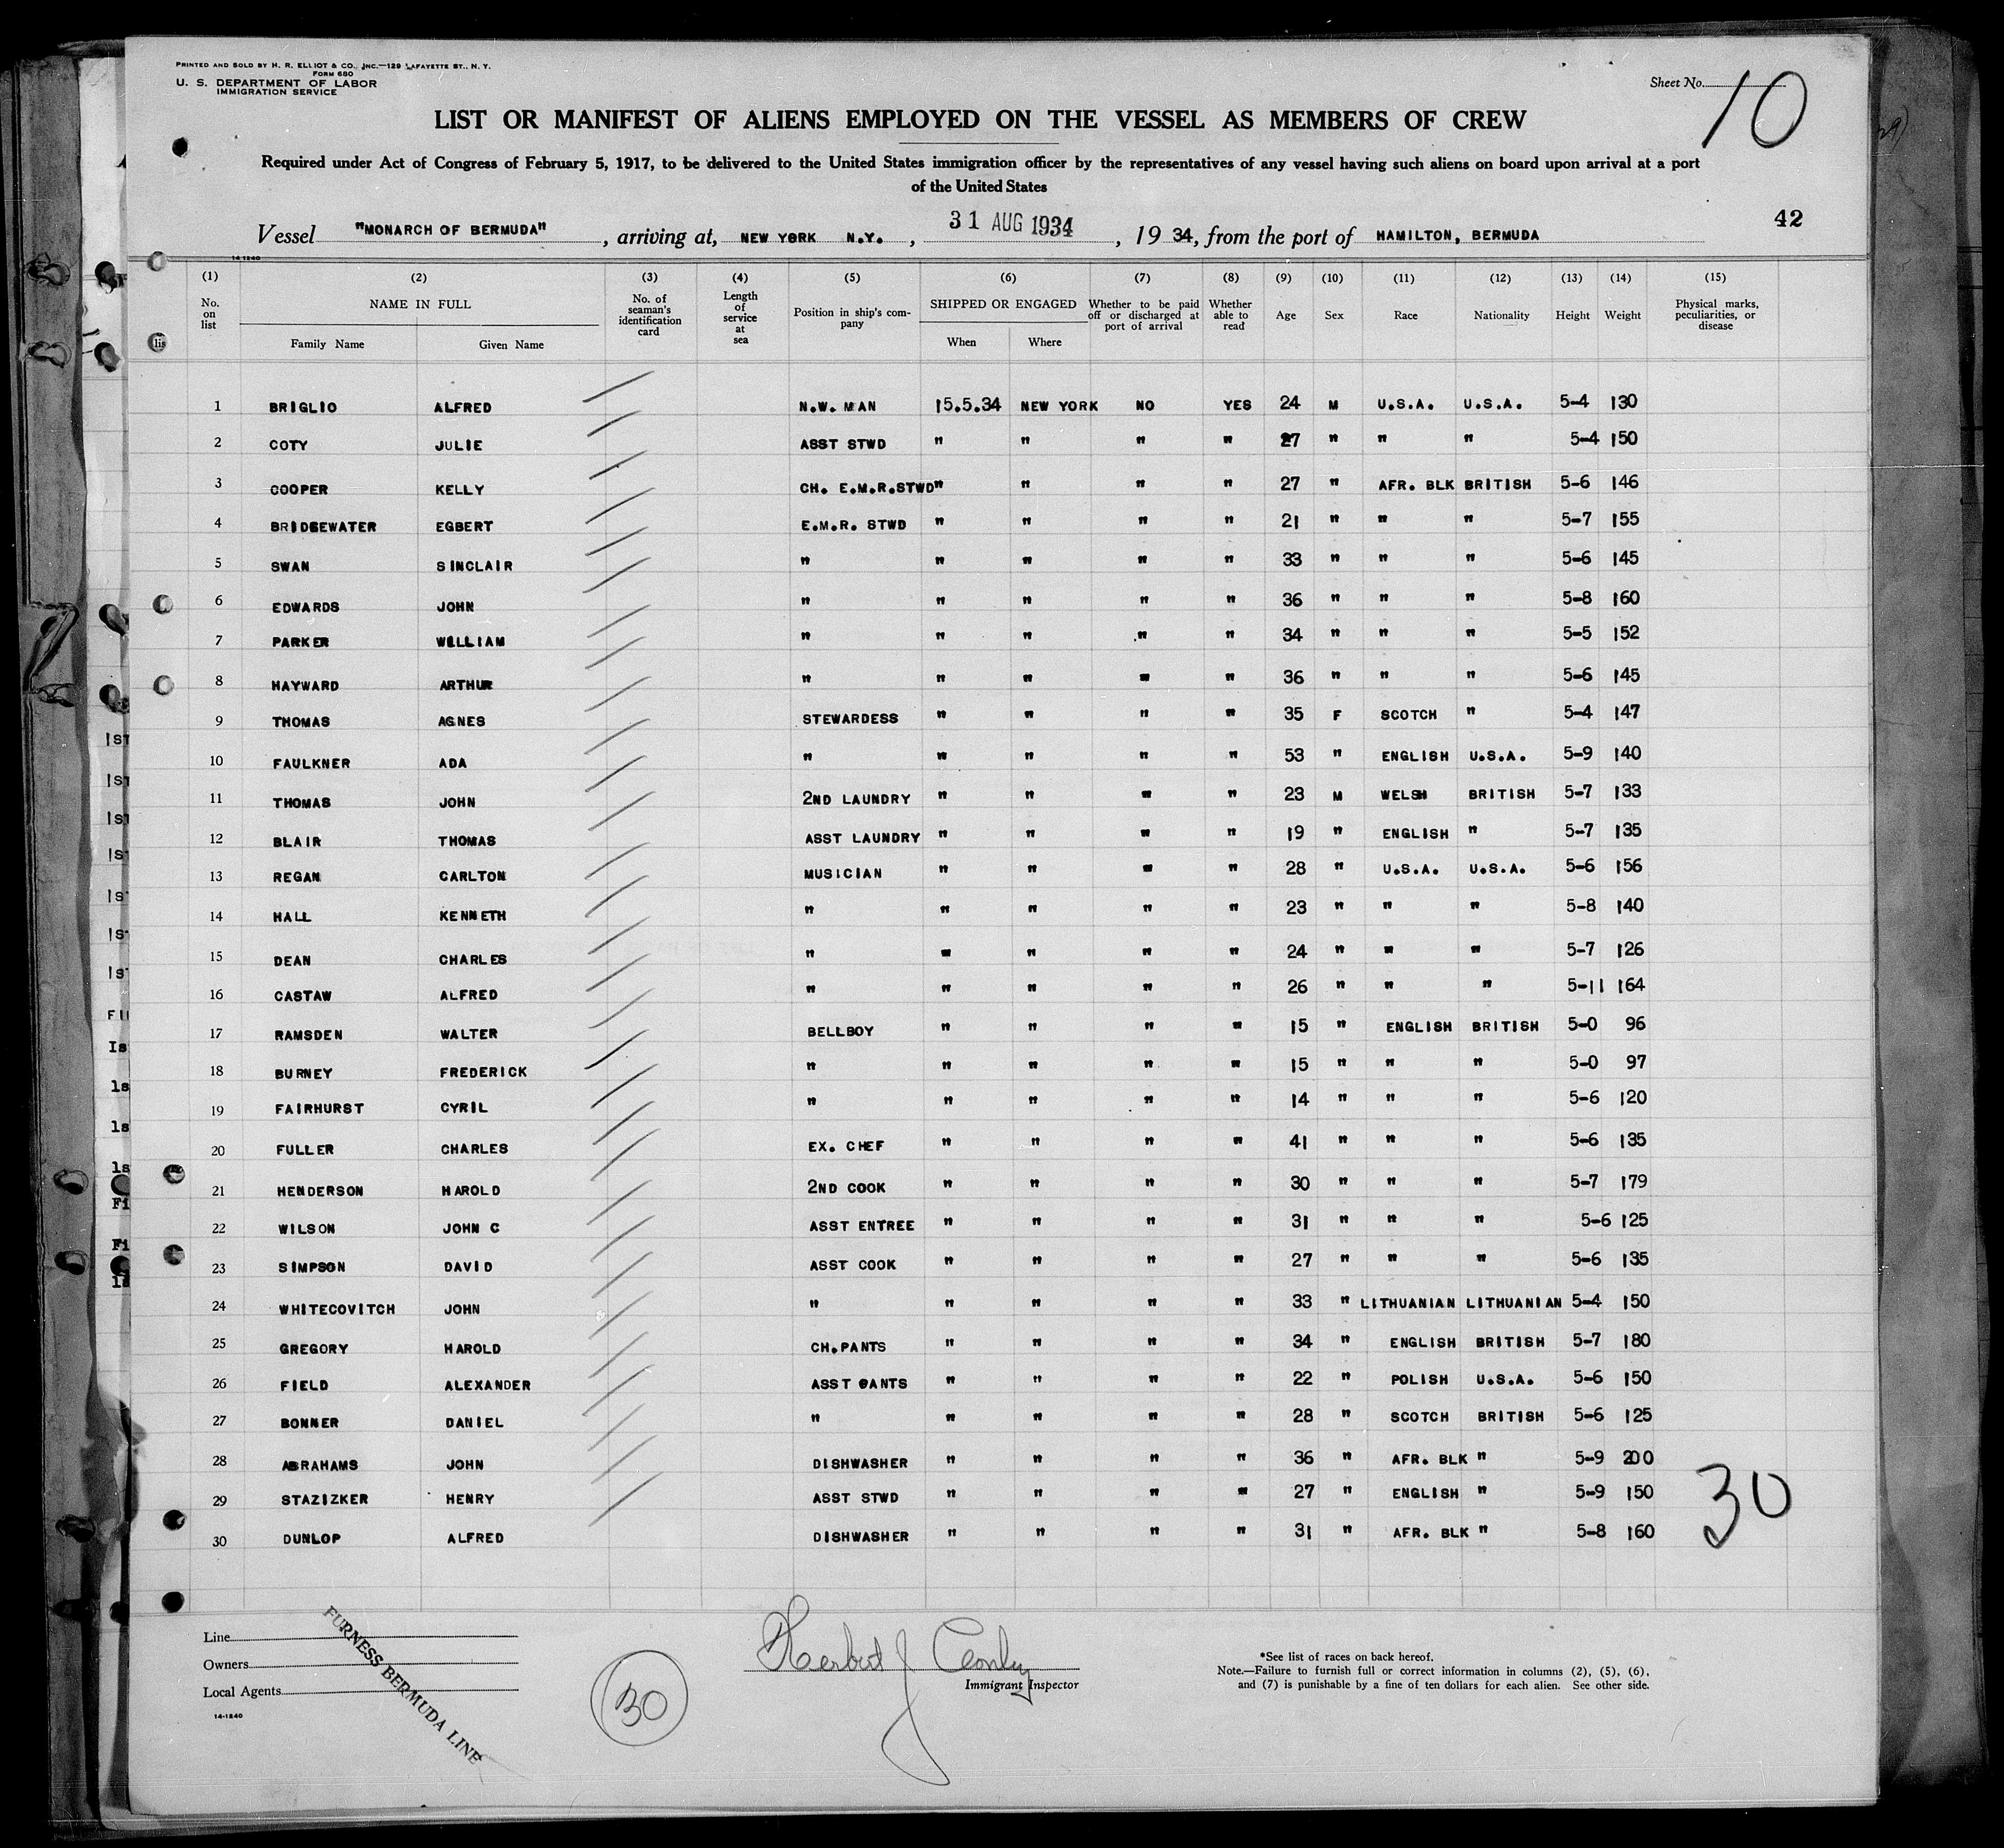 PRINTED AND SOLD BY H. R. ELLIOT & CO., INC.—129 LAFAYETTE ST., N. Y.
FORM 680
U. S. DEPARTMENT OF LABOR
IMMIGRATION SERVICE
Sheet No. 10
LIST OR MANIFEST OF ALIENS EMPLOYED ON THE VESSEL AS MEMBERS OF CREW
Required under Act of Congress of February 5, 1917, to be delivered to the United States immigration officer by the representatives of any vessel having such aliens on board upon arrival at a port
of the United States
42
Vessel "MONARCH OF BERMUDA", arriving at, NEW YORK N.Y., 31 AUG 1934, 19 34, from the port of HAMILTON, BERMUDA
14-1240
(1) (2) (3) (4) (5) (6) (7) (8) (9) (10) (11) (12) (13) (14) (15)
No. on list NAME IN FULL Family Name Given Name No. of seaman's identification card Length of service at sea Position in ship's company SHIPPED OR ENGAGED When Where Whether to be paid off or discharged at port of arrival Whether able to read Age Sex Race Nationality Height Weight Physical marks, peculiarities, or disease
1 BRIGLIO ALFRED N.W. MAN 15.5.34 NEW YORK NO YES 24 M U.S.A. U.S.A. 5-4 130
2 COTY JULIE ASST STWD " " " " 27 " " " 5-4 150
3 COOPER KELLY CH. E.M.R.STWD " " " " 27 " AFR. BLK BRITISH 5-6 146
4 BRIDGEWATER EGBERT E.M.R. STWD " " " " 21 " " " 5-7 155
5 SWAN SINCLAIR " " " " " 33 " " " 5-6 145
6 EDWARDS JOHN " " " " " 36 " " " 5-8 160
7 PARKER WILLIAM " " " " " 34 " " " 5-5 152
8 HAYWARD ARTHUR " " " " " 36 " " " 5-6 145
9 THOMAS AGNES STEWARDESS " " " " 35 F SCOTCH " 5-4 147
10 FAULKNER ADA " " " " " 53 " ENGLISH U.S.A. 5-9 140
11 THOMAS JOHN 2ND LAUNDRY " " " " 23 M WELSH BRITISH 5-7 133
12 BLAIR THOMAS ASST LAUNDRY " " " " 19 " ENGLISH " 5-7 135
13 REGAN CARLTON MUSICIAN " " " " 28 " U.S.A. U.S.A. 5-6 156
14 HALL KENNETH " " " " " 23 " " " 5-8 140
15 DEAN CHARLES " " " " " 24 " " " 5-7 126
16 CASTAW ALFRED " " " " " 26 " " " 5-11 164
17 RAMSDEN WALTER BELLBOY " " " " 15 " ENGLISH BRITISH 5-0 96
18 BURNEY FREDERICK " " " " " 15 " " " 5-0 97
19 FAIRHURST CYRIL " " " " " 14 " " " 5-6 120
20 FULLER CHARLES EX. CHEF " " " " 41 " " " 5-6 135
21 HENDERSON HAROLD 2ND COOK " " " " 30 " " " 5-7 179
22 WILSON JOHN C ASST ENTREE " " " " 31 " " " 5-6 125
23 SIMPSON DAVID ASST COOK " " " " 27 " " " 5-6 135
24 WHITECOVITCH JOHN " " " " " 33 " LITHUANIAN LITHUANIAN 5-4 150
25 GREGORY HAROLD CH.PANTS " " " " 34 " ENGLISH BRITISH 5-7 180
26 FIELD ALEXANDER ASST PANTS " " " " 22 " POLISH U.S.A. 5-6 150
27 BONNER DANIEL " " " " " 28 " SCOTCH BRITISH 5-6 125
28 ABRAHAMS JOHN DISHWASHER " " " " 36 " AFR. BLK " 5-9 200
29 STAZIZKER HENRY ASST STWD " " " " 27 " ENGLISH " 5-9 150
30 DUNLOP ALFRED DISHWASHER " " " " 31 " AFR. BLK " 5-8 160
30
Line
Owners
Local Agents
14-1240
FURNESS BERMUDA LINE
30
Herbert J Conley
Immigrant Inspector
*See list of races on back hereof.
Note.—Failure to furnish full or correct information in columns (2), (5), (6),
and (7) is punishable by a fine of ten dollars for each alien. See other side.